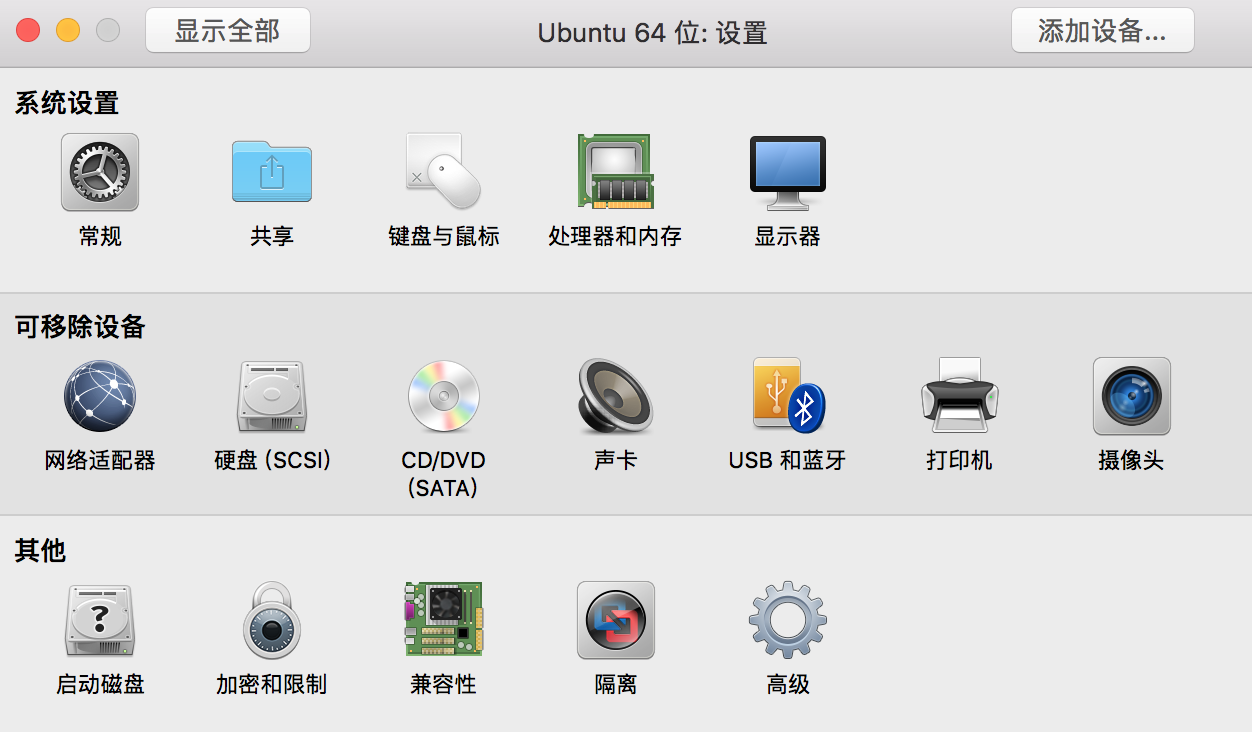 显示全部
Ubuntu 64 位: 设置
添加设备...
系统设置
常规
共享
键盘与鼠标
处理器和内存
显示器
可移除设备
网络适配器
硬盘 (SCSI)
CD/DVD
(SATA)
声卡
USB 和蓝牙
打印机
摄像头
其他
?
启动磁盘
加密和限制
兼容性
隔离
高级